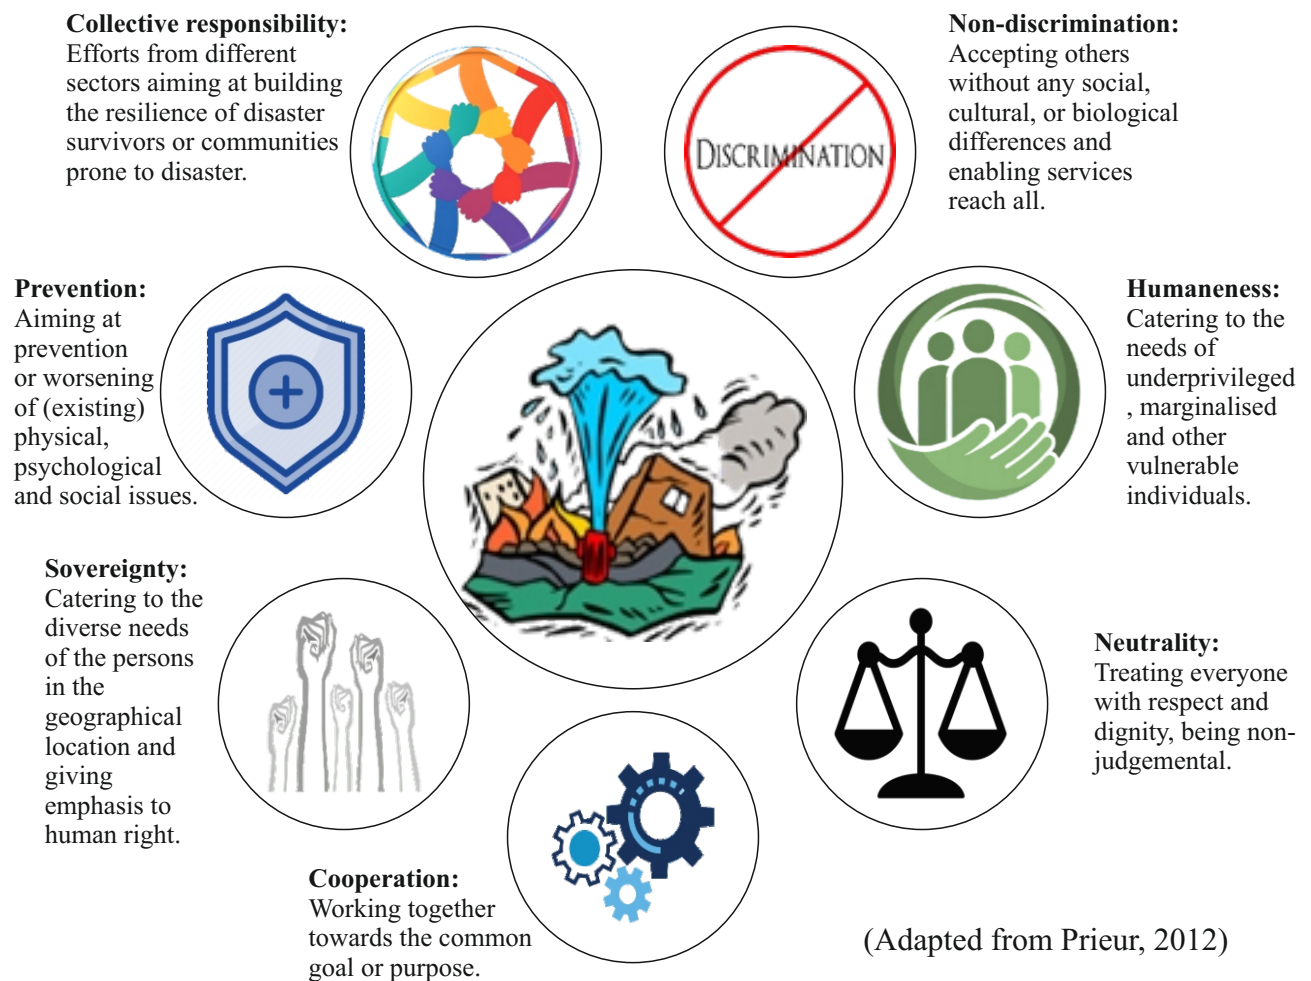 Collective responsibility:
Efforts from different
sectors aiming at building
the resilience of disaster
survivors or communities
prone to disaster.
DISCRIMINATION
Non-discrimination:
Accepting others
without any social,
cultural, or biological
differences and
enabling services
reach all.
Prevention:
Aiming at
prevention
or worsening
of (existing)
physical,
psychological
and social issues.
Humaneness:
Catering to the
needs of
underprivileged
, marginalised
and other
vulnerable
individuals.
Sovereignty:
Catering to the
diverse needs
of the persons
in the
geographical
location and
giving
emphasis to
human right.
Neutrality:
Treating everyone
with respect and
dignity, being non-
judgemental.
Cooperation:
Working together
towards the common
goal or purpose.
(Adapted from Prieur, 2012)